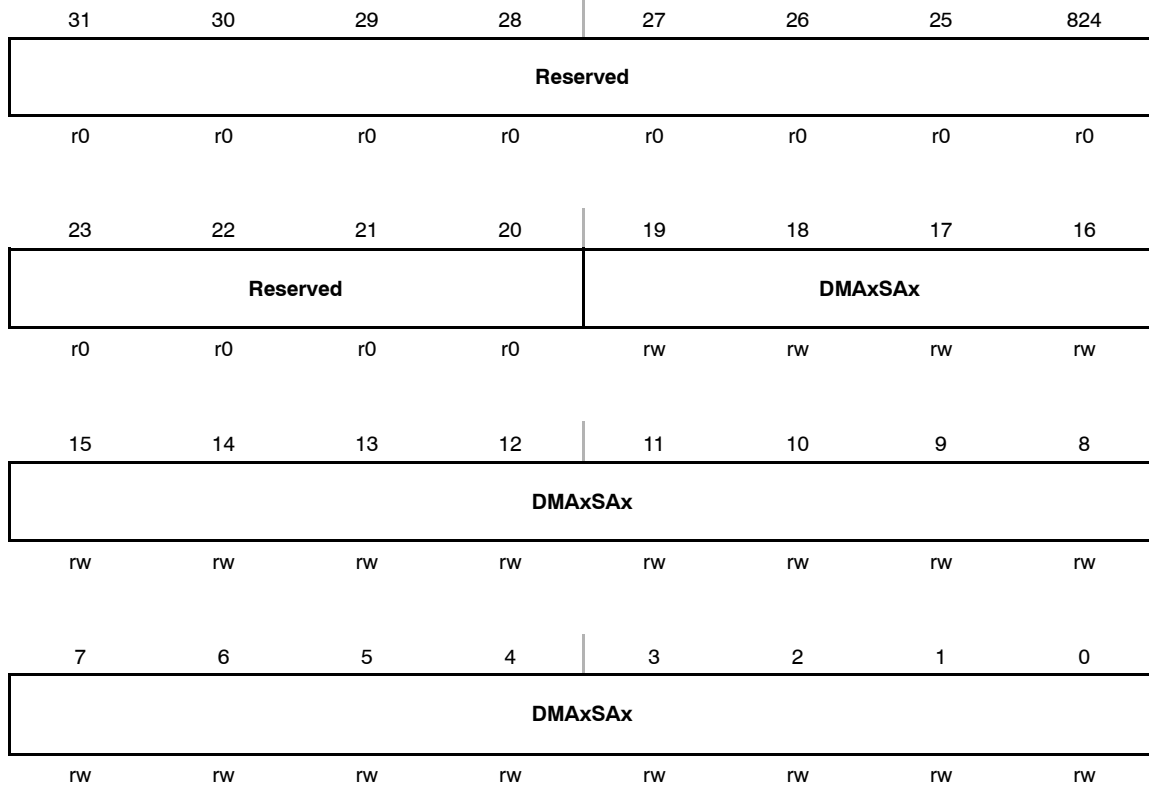 31 30 29 28 27 26 25 824
Reserved
r0 r0 r0 r0 r0 r0 r0 r0
23 22 21 20 19 18 17 16
Reserved DMAxSAx
r0 r0 r0 r0 rw rw rw rw
15 14 13 12 11 10 9 8
DMAxSAx
rw rw rw rw rw rw rw rw
7 6 5 4 3 2 1 0
DMAxSAx
rw rw rw rw rw rw rw rw